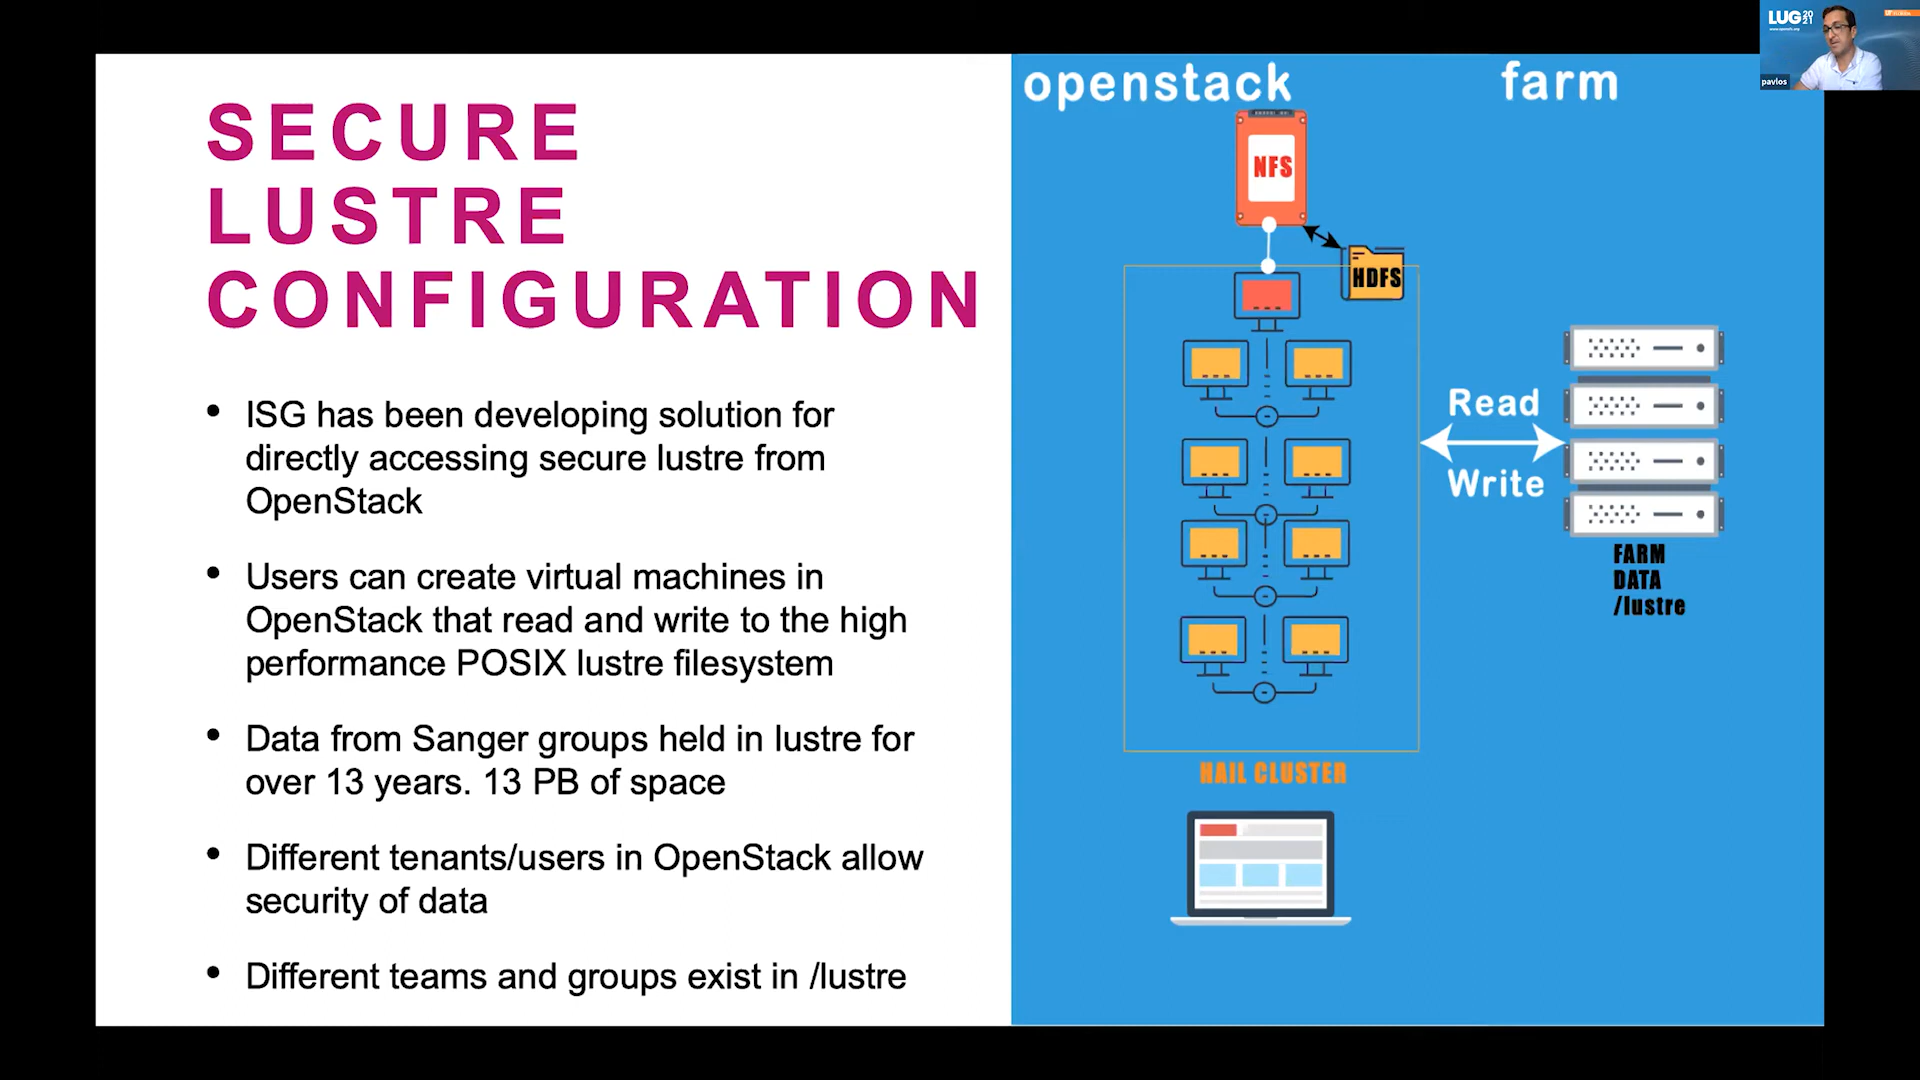 SECURE
LUSTRE
CONFIGURATION
• ISG has been developing solution for
directly accessing secure lustre from
OpenStack
• Users can create virtual machines in
OpenStack that read and write to the high
performance POSIX lustre filesystem
• Data from Sanger groups held in lustre for
over 13 years. 13 PB of space
• Different tenants/users in OpenStack allow
security of data
• Different teams and groups exist in /lustre
openstack
farm
NFS
HDFS
Read
Write
FARM
DATA
/lustre
HAIL CLUSTER
LUG 20
21
pavlos